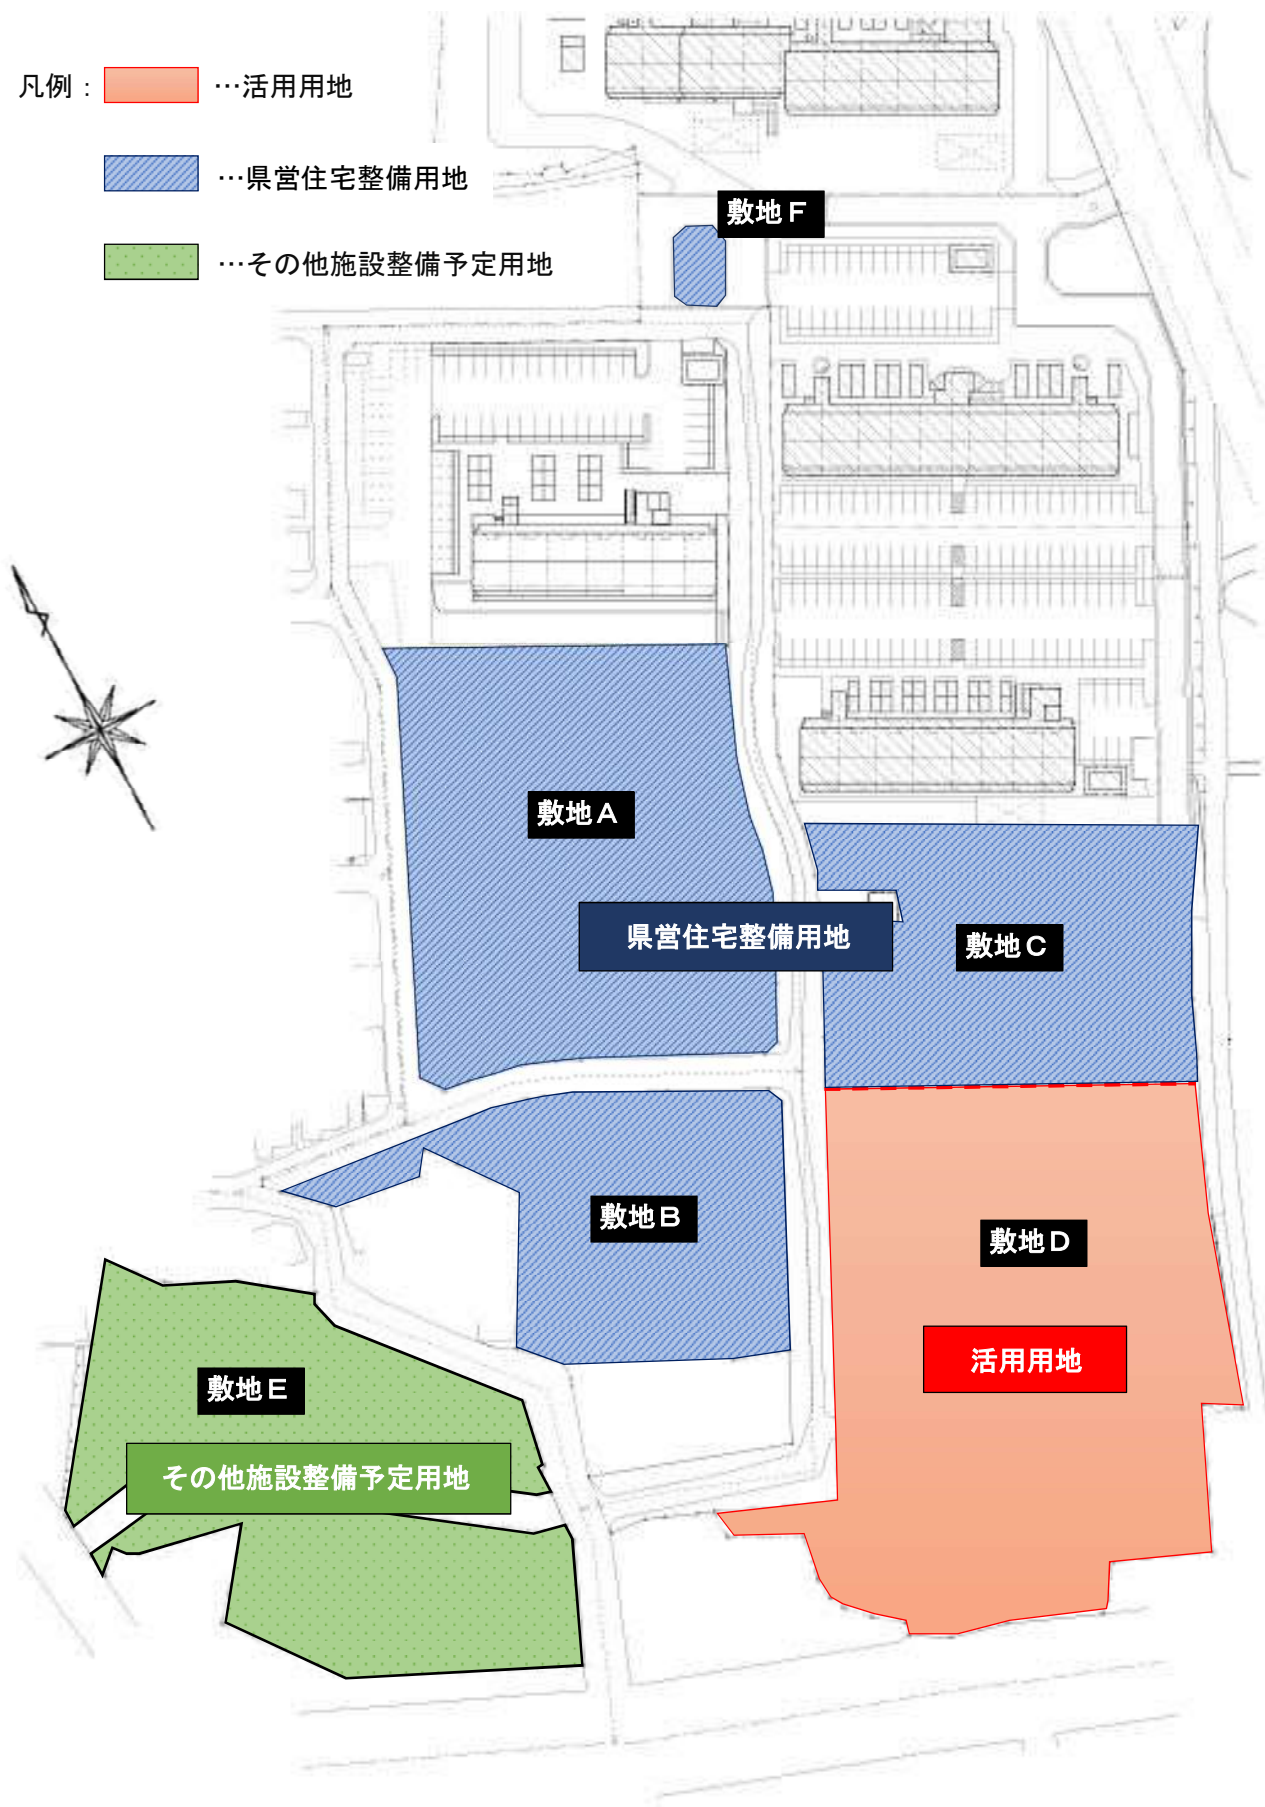 凡例：
…活用用地
…県営住宅整備用地
…その他施設整備予定用地
敷地Ｆ
敷地Ａ
県営住宅整備用地
敷地Ｃ
敷地Ｂ
敷地Ｄ
活用用地
敷地Ｅ
その他施設整備予定用地